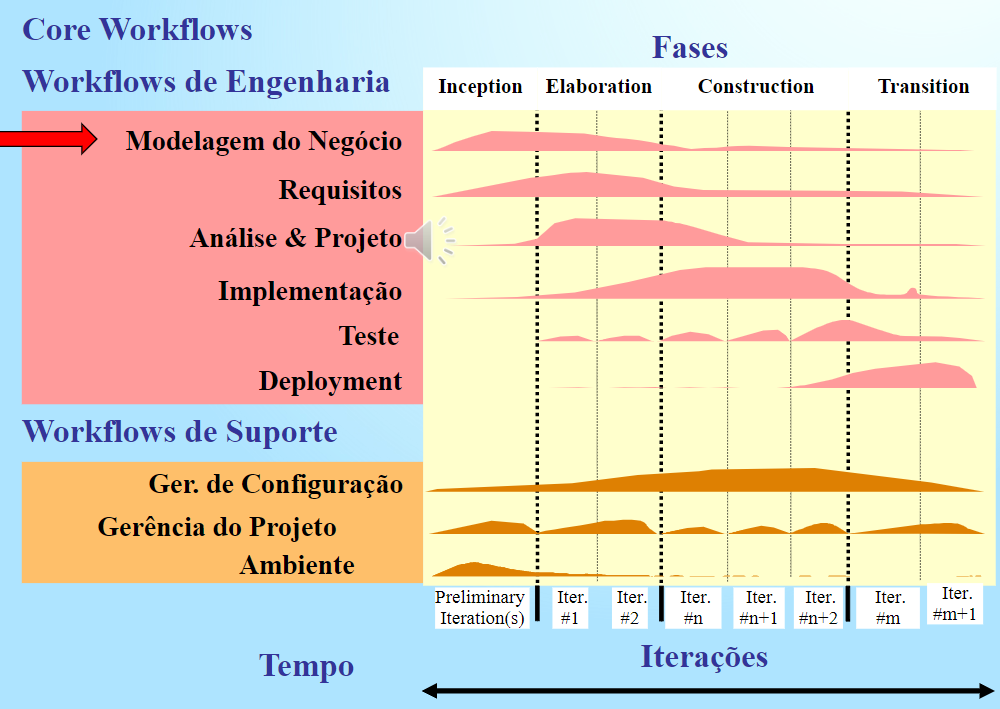 Core Workflows
Fases
Workflows de Engenharia
Inception Elaboration Construction Transition
Modelagem do Negócio
Requisitos
Análise & Projeto
Implementação
Teste
Deployment
Workflows de Suporte
Ger. de Configuração
Gerência do Projeto
Ambiente
Preliminary
Iteration(s)
Iter.
#1
Iter.
#2
Iter.
#n
Iter.
#n+1
Iter.
#n+2
Iter.
#m
Iter.
#m+1
Tempo
Iterações